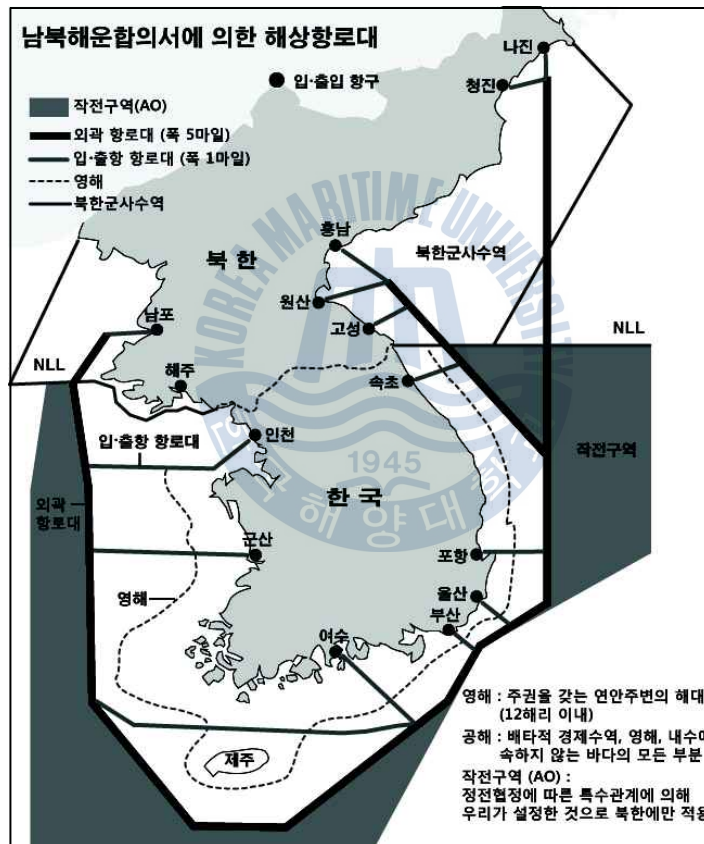 남북해운합의서에 의한 해상항로대
입·출입 항구
작전구역(AO)
외곽 항로대 (폭 5마일)
입·출항 항로대 (폭 1마일)
영해
북한군사수역
나진
청진
흥남
북한군사수역
북 한
원산
고성
남포
NLL
NLL
해주
속초
입·출항 항로대
인천
작전구역
한 국
외곽
항로대
군산
포항
영해
울산
부산
여수
제주
영해 : 주권을 갖는 연안주변의 해대
(12해리 이내)
공해 : 배타적 경제수역, 영해, 내수에
속하지 않는 바다의 모든 부분
작전구역 (AO) :
정전협정에 따른 특수관계에 의해
우리가 설정한 것으로 북한에만 적용
KOREA MARITIME UNIVERSITY
1945
해양대학